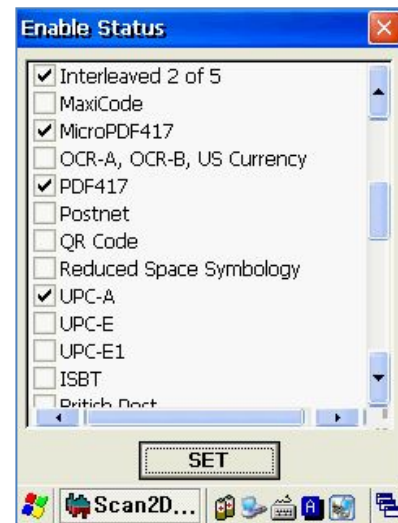 Enable Status
Interleaved 2 of 5
MaxiCode
MicroPDF417
OCR-A, OCR-B, US Currency
PDF417
Postnet
QR Code
Reduced Space Symbology
UPC-A
UPC-E
UPC-E1
ISBT
SET
Scan2D...
A